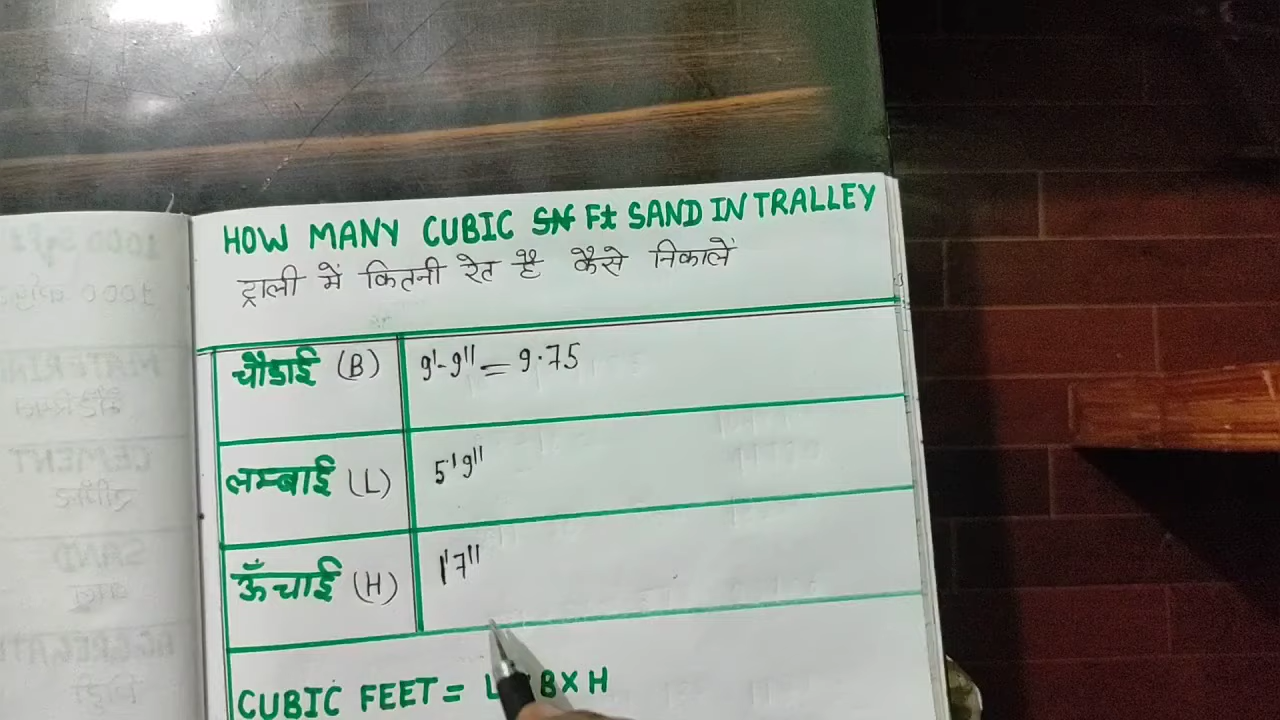 HOW MANY CUBIC Ft SAND IN TRALLEY
ट्राली में कितनी रेत है कैसे निकालें
चौडाई (B) 9'-9" = 9.75
लम्बाई (L) 5'9"
ऊँचाई (H) 1'7"
CUBIC FEET = L B X H